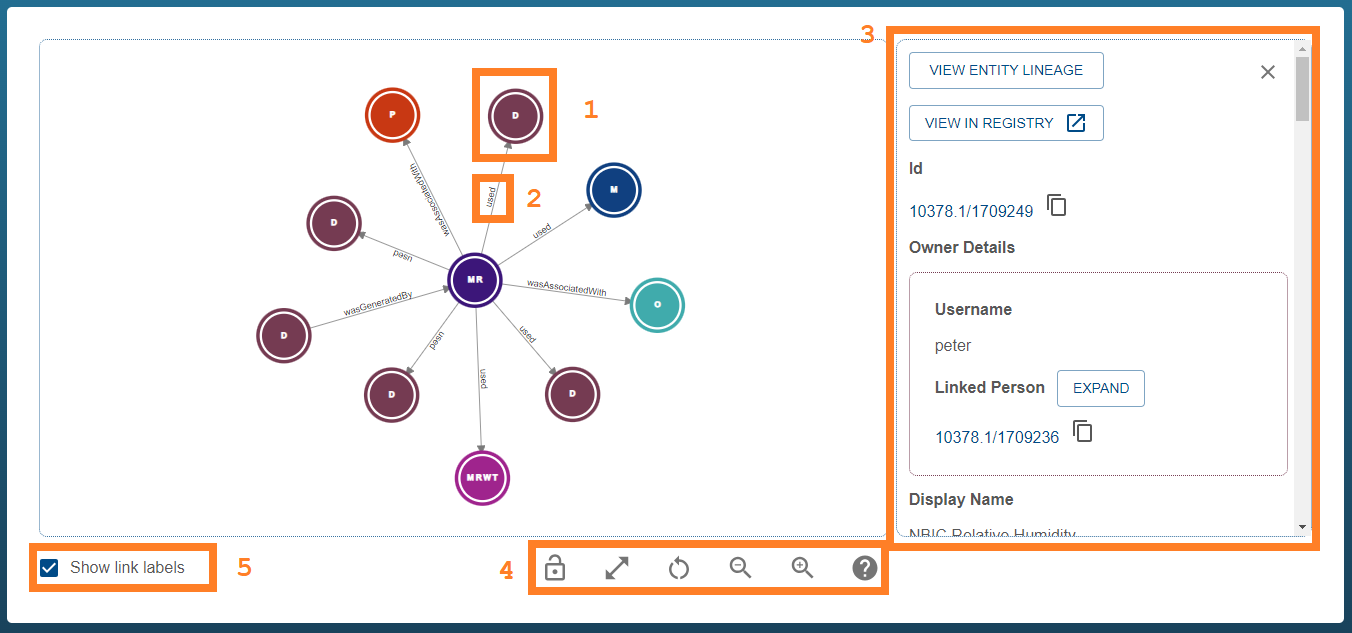 3
VIEW ENTITY LINEAGE
VIEW IN REGISTRY
Id
10378.1/1709249
Owner Details
Username
peter
Linked Person EXPAND
10378.1/1709236
Display Name
NBIC Relative Humidity
P
D
1
wasAssociatedWith
used
2
M
used
D
used
MR
wasAssociatedWith
O
wasGeneratedBy
D
used
used
used
D
D
MRWT
Show link labels
5
4